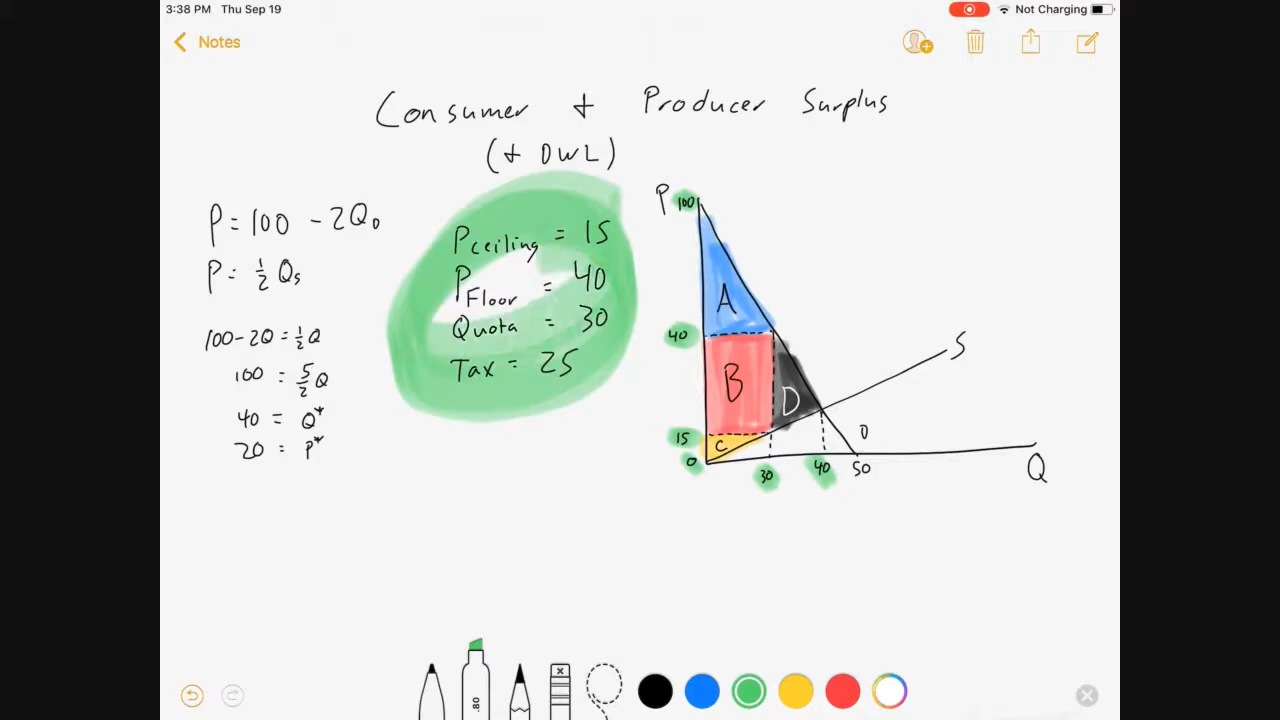 3:38 PM Thu Sep 19
Not Charging
Notes
Consumer + Producer Surplus
(+ DWL)
P = 100 - 2Q_D
P = 1/2 Q_s
100-2Q = 1/2Q
100 = 5/2 Q
40 = Q*
20 = P*
P_ceiling = 15
P_Floor = 40
Quota = 30
Tax = 25
P
100
A
40
B
S
D
15
C
D
0
30
40
50
Q
.80